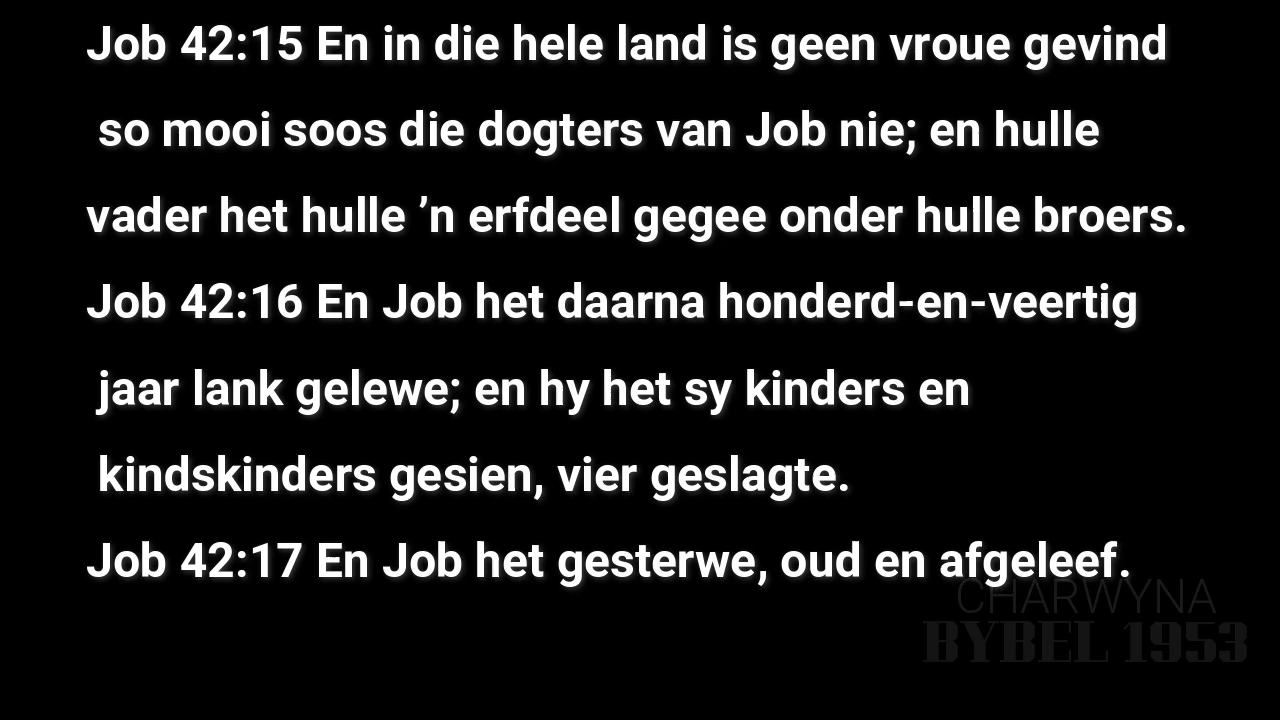 Job 42:15 En in die hele land is geen vroue gevind
so mooi soos die dogters van Job nie; en hulle
vader het hulle ’n erfdeel gegee onder hulle broers.
Job 42:16 En Job het daarna honderd-en-veertig
jaar lank gelewe; en hy het sy kinders en
kindskinders gesien, vier geslagte.
Job 42:17 En Job het gesterwe, oud en afgeleef.
CHARWYNA
BYBEL 1953